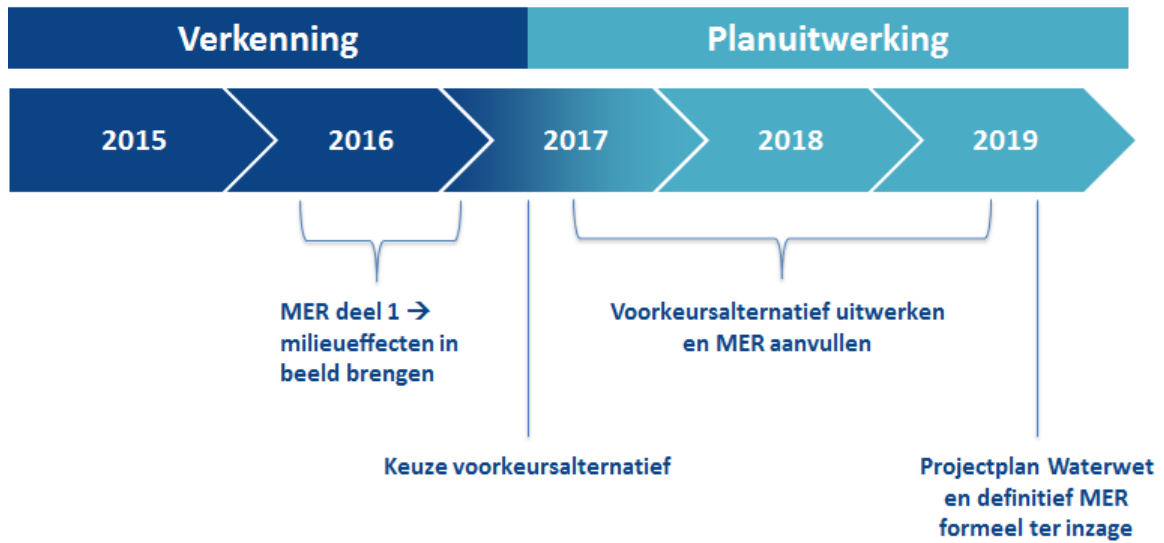 Verkenning
Planuitwerking
2015
2016
2017
2018
2019
MER deel 1 →
milieueffecten in
beeld brengen
Voorkeursalternatief uitwerken
en MER aanvullen
Keuze voorkeursalternatief
Projectplan Waterwet
en definitief MER
formeel ter inzage